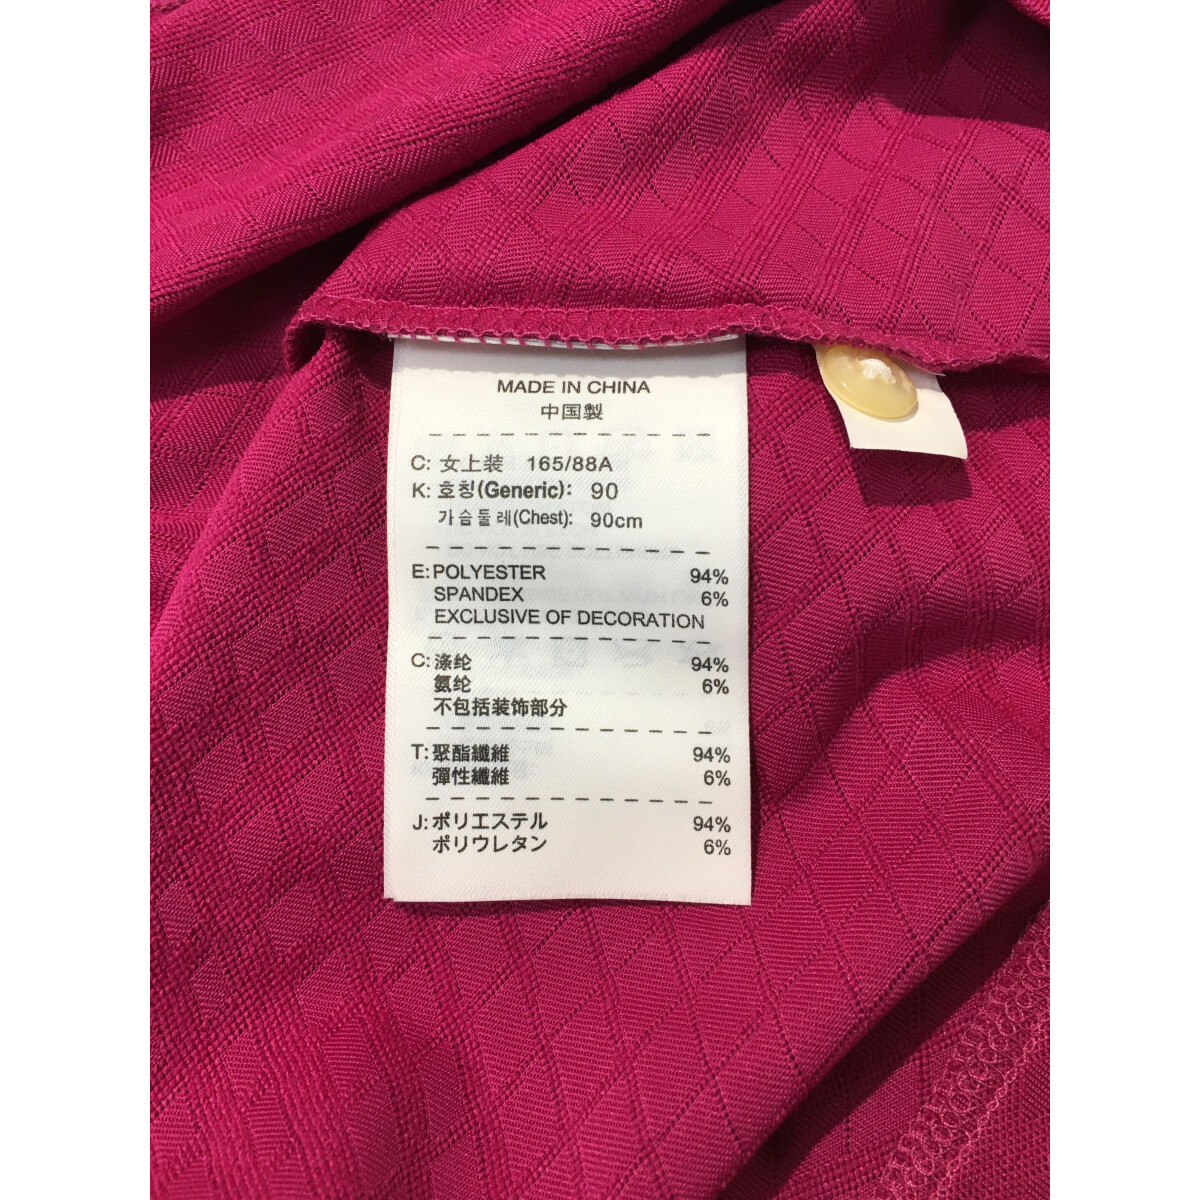 MADE IN CHINA
中国製
C: 女上装 165/88A
K: 호칭(Generic): 90
가슴둘레(Chest): 90cm
E: POLYESTER 94%
SPANDEX 6%
EXCLUSIVE OF DECORATION
C: 涤纶 94%
氨纶 6%
不包括装饰部分
T: 聚酯纖維 94%
彈性纖維 6%
J: ポリエステル 94%
ポリウレタン 6%